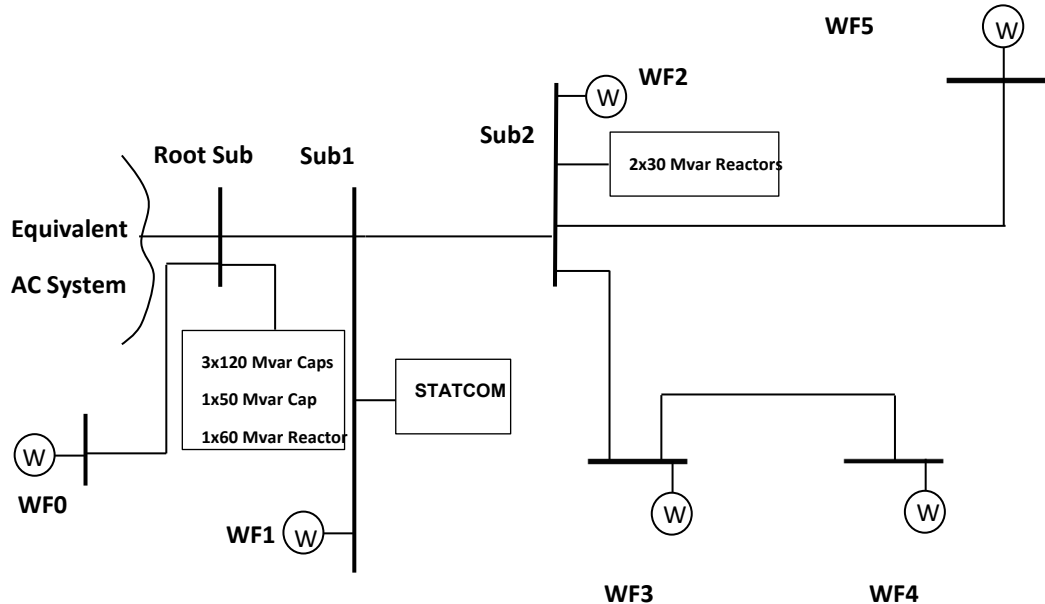 WF5
W
WF2
W
Sub2
Root Sub
Sub1
2x30 Mvar Reactors
Equivalent
AC System
3x120 Mvar Caps
1x50 Mvar Cap
1x60 Mvar Reactor
STATCOM
W
WF0
WF1
W
W
W
WF3
WF4